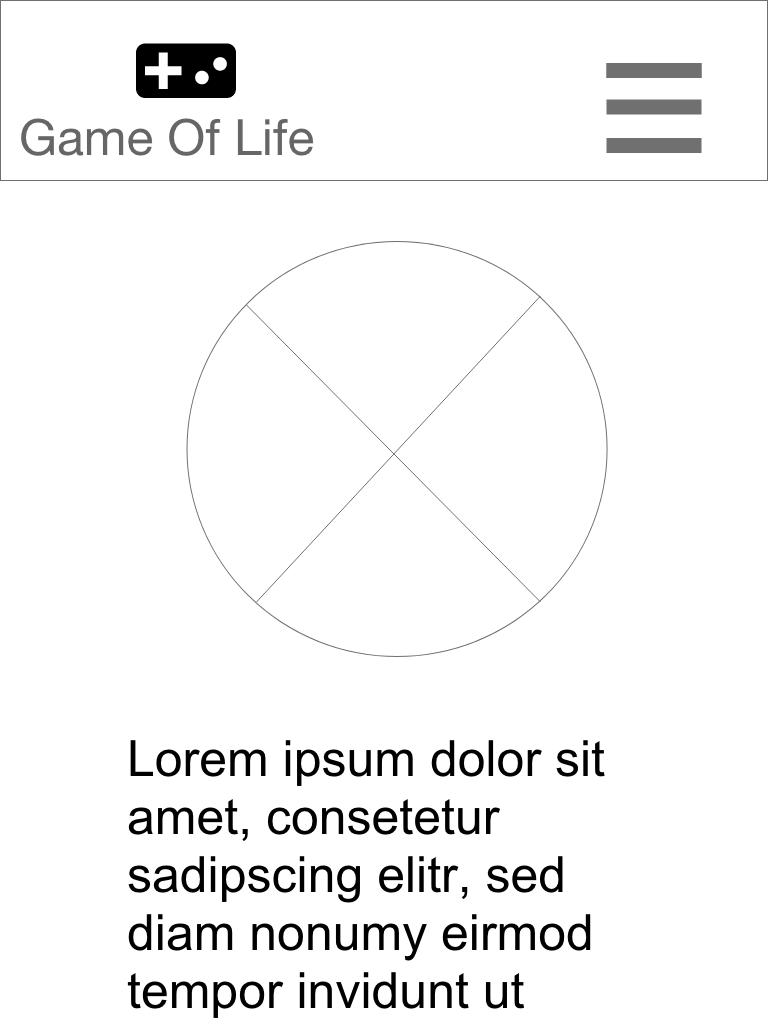 Game Of Life
Lorem ipsum dolor sit
amet, consetetur
sadipscing elitr, sed
diam nonumy eirmod
tempor invidunt ut